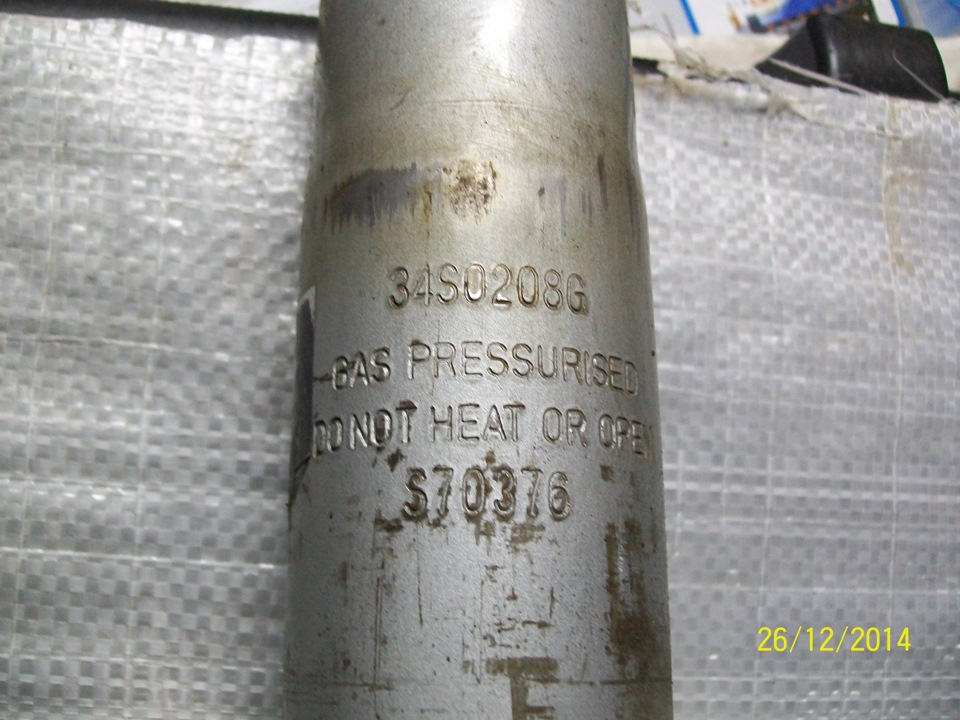 34S0208G
GAS PRESSURISED
DO NOT HEAT OR OPEN
S70376
26/12/2014